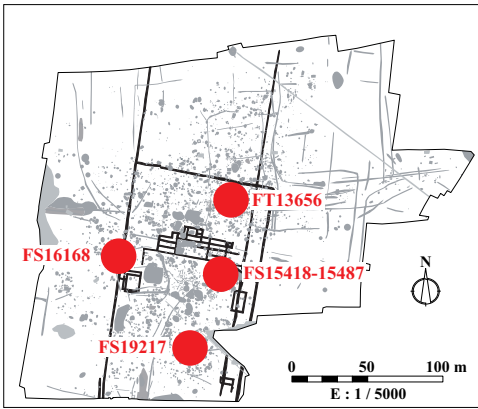 FT13656
FS16168
FS15418-15487
N
FS19217
0 50 100 m
E : 1 / 5000